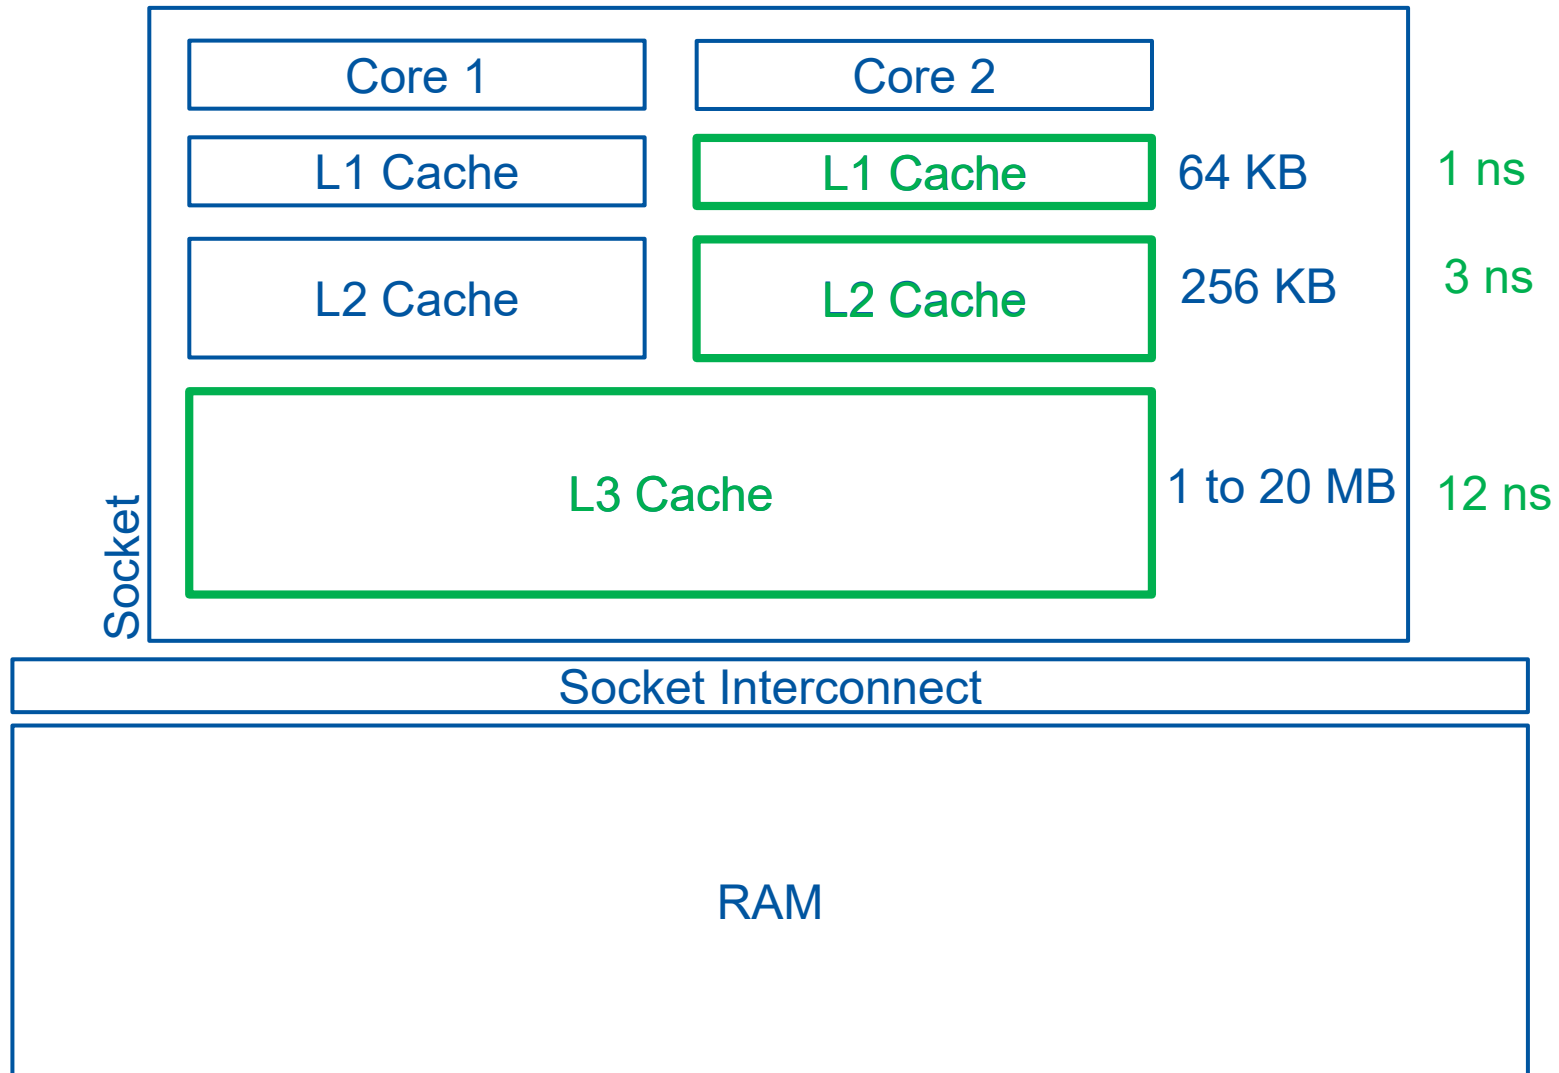 Core 1
Core 2
L1 Cache
L1 Cache
64 KB
1 ns
L2 Cache
L2 Cache
256 KB
3 ns
L3 Cache
1 to 20 MB
12 ns
Socket
Socket Interconnect
RAM